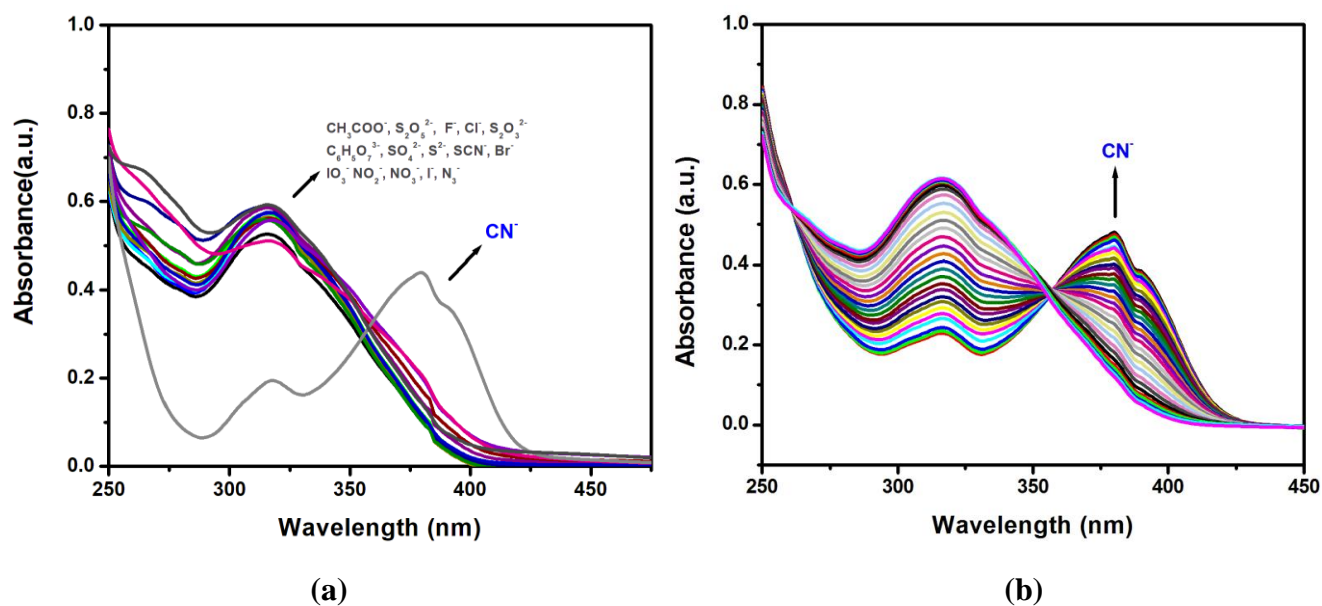 1.0
0.8
0.6
0.4
0.2
0.0
Absorbance(a.u.)
CH₃COO⁻, S₂O₅²⁻, F⁻, Cl⁻, S₂O₃²⁻
C₆H₅O₇³⁻, SO₄²⁻, S²⁻, SCN⁻, Br⁻
IO₃⁻ NO₂⁻, NO₃⁻, I⁻, N₃⁻
CN⁻
250 300 350 400 450
Wavelength (nm)
(a)
1.0
0.8
0.6
0.4
0.2
0.0
Absorbance (a.u.)
CN⁻
250 300 350 400 450
Wavelength (nm)
(b)